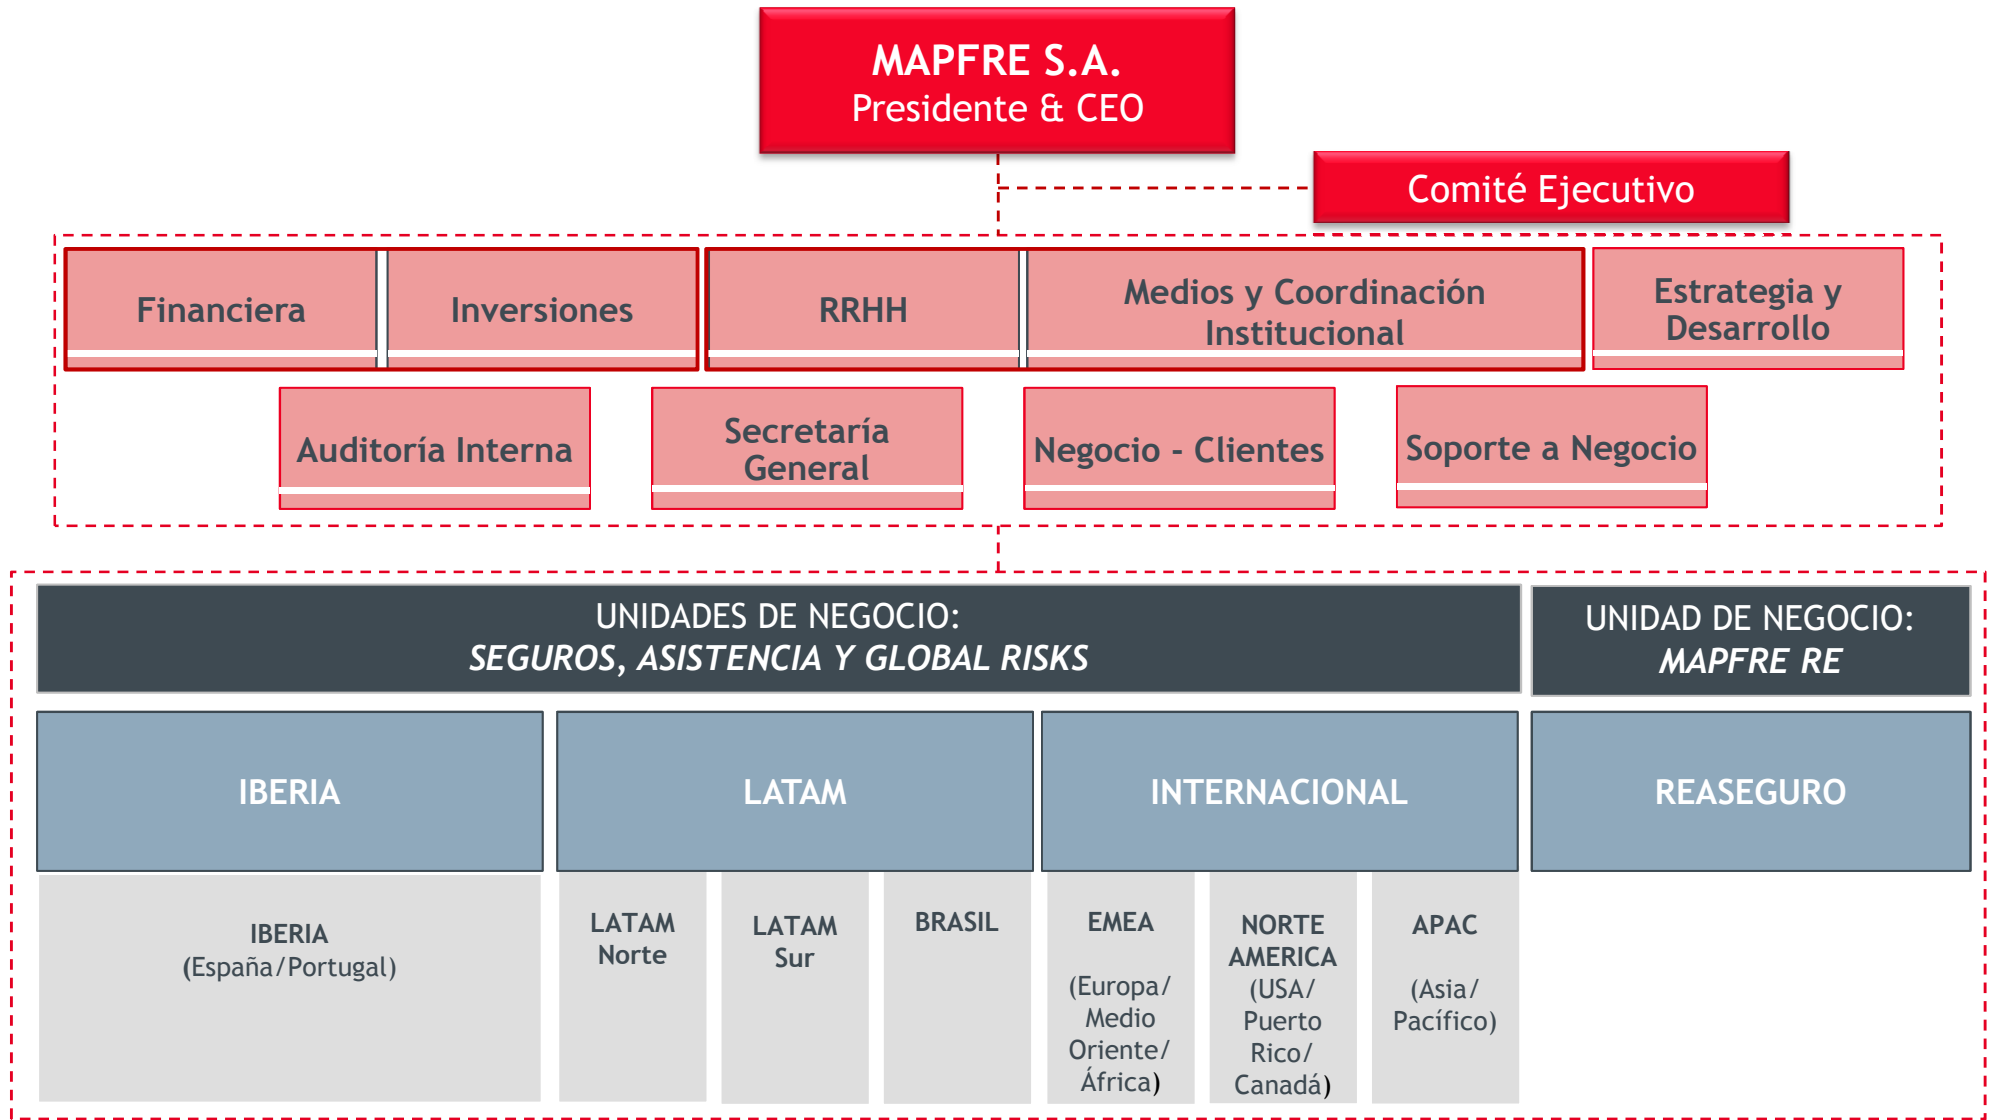 MAPFRE S.A.
Presidente & CEO
Comité Ejecutivo
Financiera
Inversiones
RRHH
Medios y Coordinación
Institucional
Estrategia y
Desarrollo
Auditoría Interna
Secretaría
General
Negocio - Clientes
Soporte a Negocio
UNIDADES DE NEGOCIO:
SEGUROS, ASISTENCIA Y GLOBAL RISKS
UNIDAD DE NEGOCIO:
MAPFRE RE
IBERIA
LATAM
INTERNACIONAL
REASEGURO
IBERIA
(España/Portugal)
LATAM
Norte
LATAM
Sur
BRASIL
EMEA
(Europa/
Medio
Oriente/
África)
NORTE
AMERICA
(USA/
Puerto
Rico/
Canadá)
APAC
(Asia/
Pacífico)